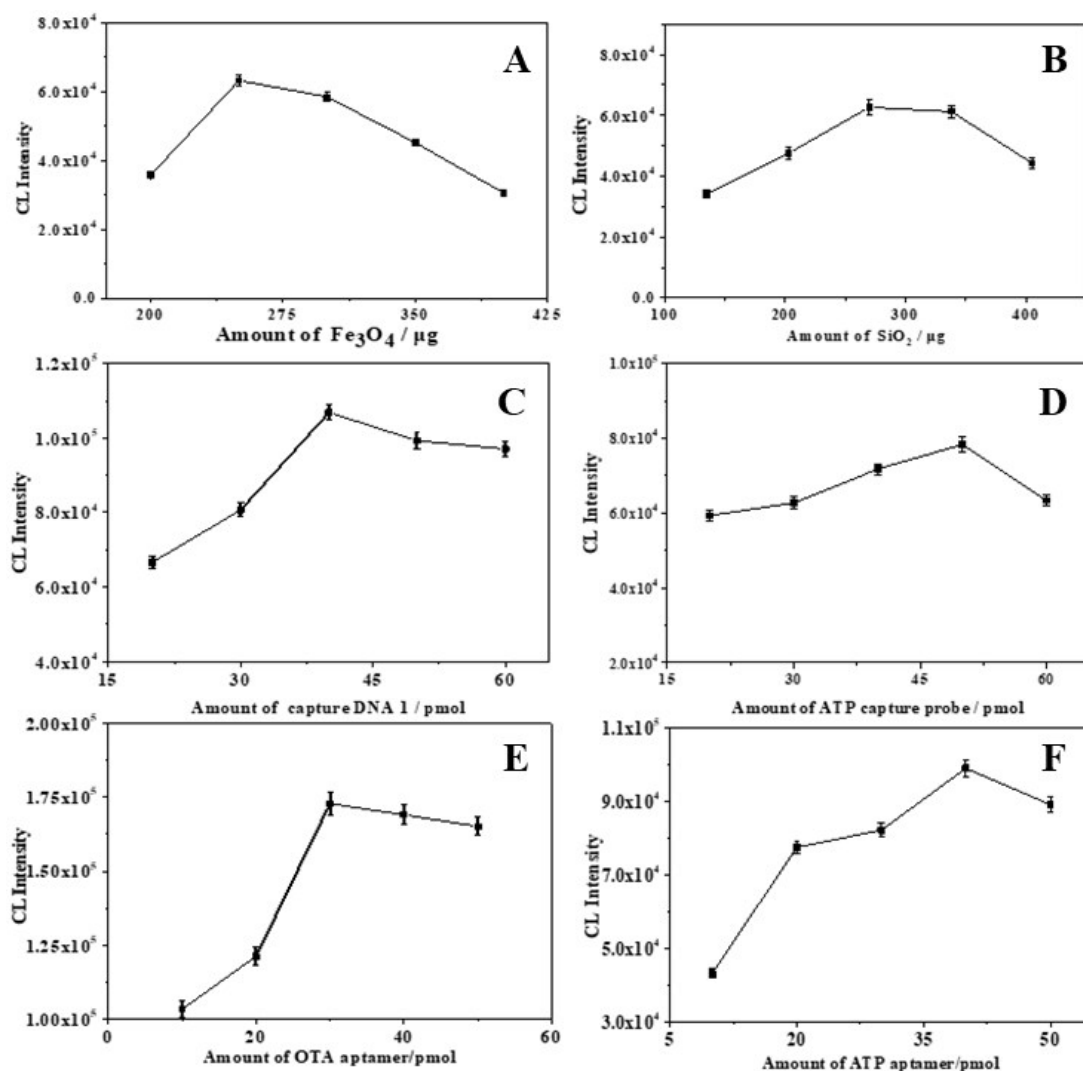 A
8.0x10⁴
6.0x10⁴
4.0x10⁴
2.0x10⁴
0.0
CL Intensity
200 275 350 425
Amount of Fe₃O₄ / µg
B
8.0x10⁴
6.0x10⁴
4.0x10⁴
2.0x10⁴
0.0
CL Intensity
100 200 300 400
Amount of SiO₂ / µg
C
1.2x10⁵
1.0x10⁵
8.0x10⁴
6.0x10⁴
4.0x10⁴
CL Intensity
15 30 45 60
Amount of capture DNA 1 / pmol
D
1.0x10⁵
8.0x10⁴
6.0x10⁴
4.0x10⁴
2.0x10⁴
CL Intensity
15 30 45 60
Amount of ATP capture probe / pmol
E
2.00x10⁵
1.75x10⁵
1.50x10⁵
1.25x10⁵
1.00x10⁵
CL Intensity
0 20 40 60
Amount of OTA aptamer/pmol
F
1.1x10⁵
9.0x10⁴
7.0x10⁴
5.0x10⁴
3.0x10⁴
CL Intensity
5 20 35 50
Amount of ATP aptamer/pmol